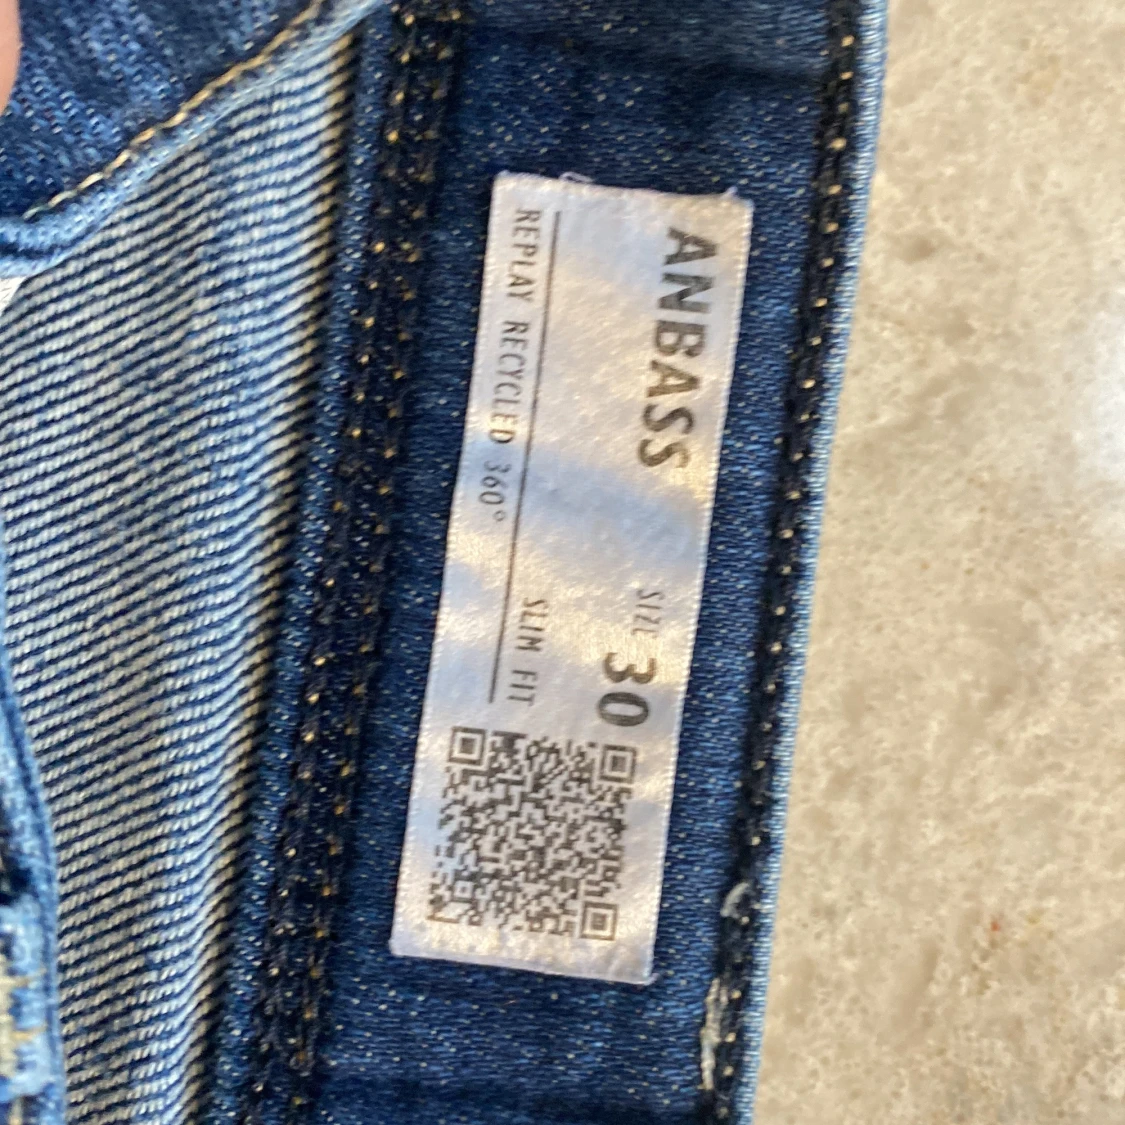 ANBASS
SIZE 30
SLIM FIT
REPLAY RECYCLED 360°